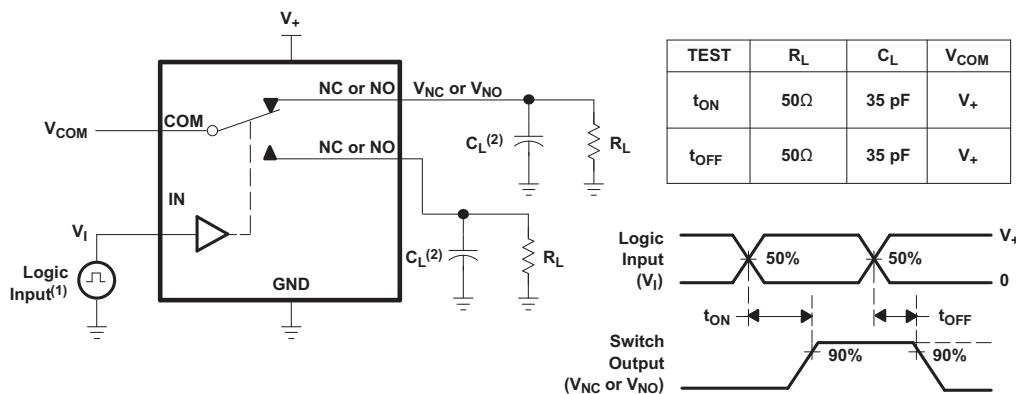 V+
NC or NO VNC or VNO
VCOM COM
CL(2) RL
NC or NO
IN
VI
CL(2) RL
Logic
Input(1)
GND
TEST RL CL VCOM
tON 50Ω 35 pF V+
tOFF 50Ω 35 pF V+
Logic
Input
(VI)
50% 50%
V+
0
tON tOFF
Switch
Output
(VNC or VNO)
90% 90%